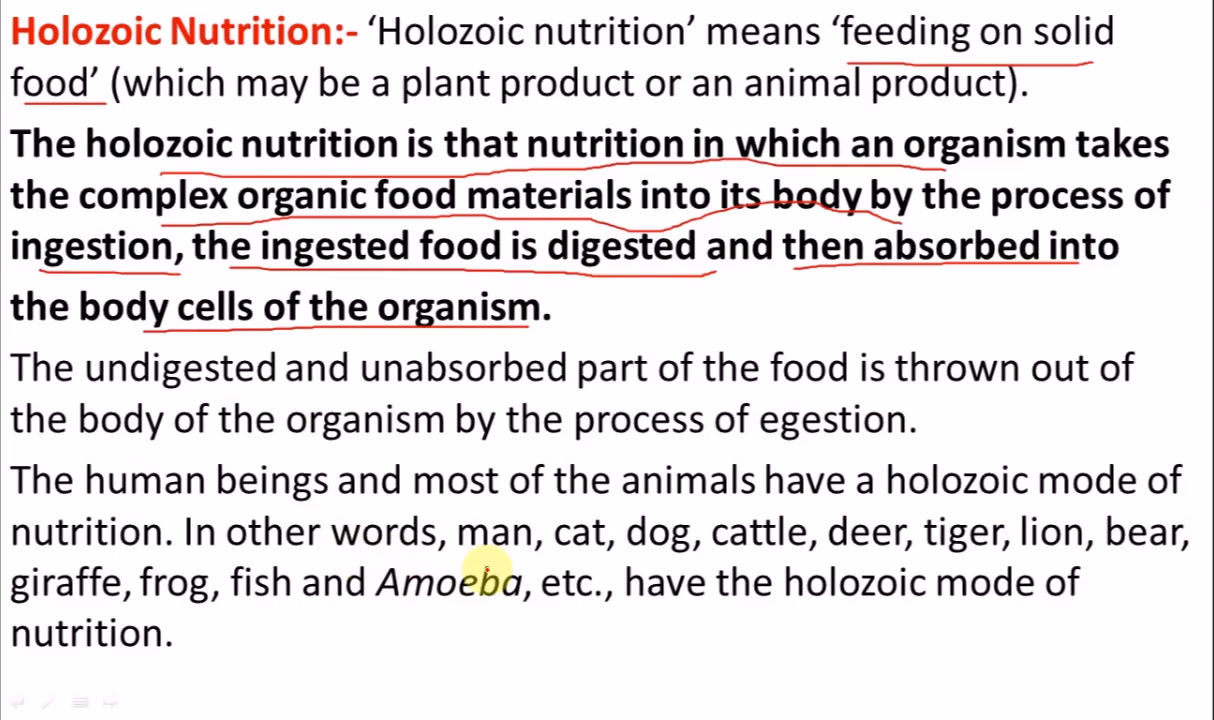 Holozoic Nutrition:- ‘Holozoic nutrition’ means ‘feeding on solid
food’ (which may be a plant product or an animal product).
The holozoic nutrition is that nutrition in which an organism takes
the complex organic food materials into its body by the process of
ingestion, the ingested food is digested and then absorbed into
the body cells of the organism.
The undigested and unabsorbed part of the food is thrown out of
the body of the organism by the process of egestion.
The human beings and most of the animals have a holozoic mode of
nutrition. In other words, man, cat, dog, cattle, deer, tiger, lion, bear,
giraffe, frog, fish and Amoeba, etc., have the holozoic mode of
nutrition.